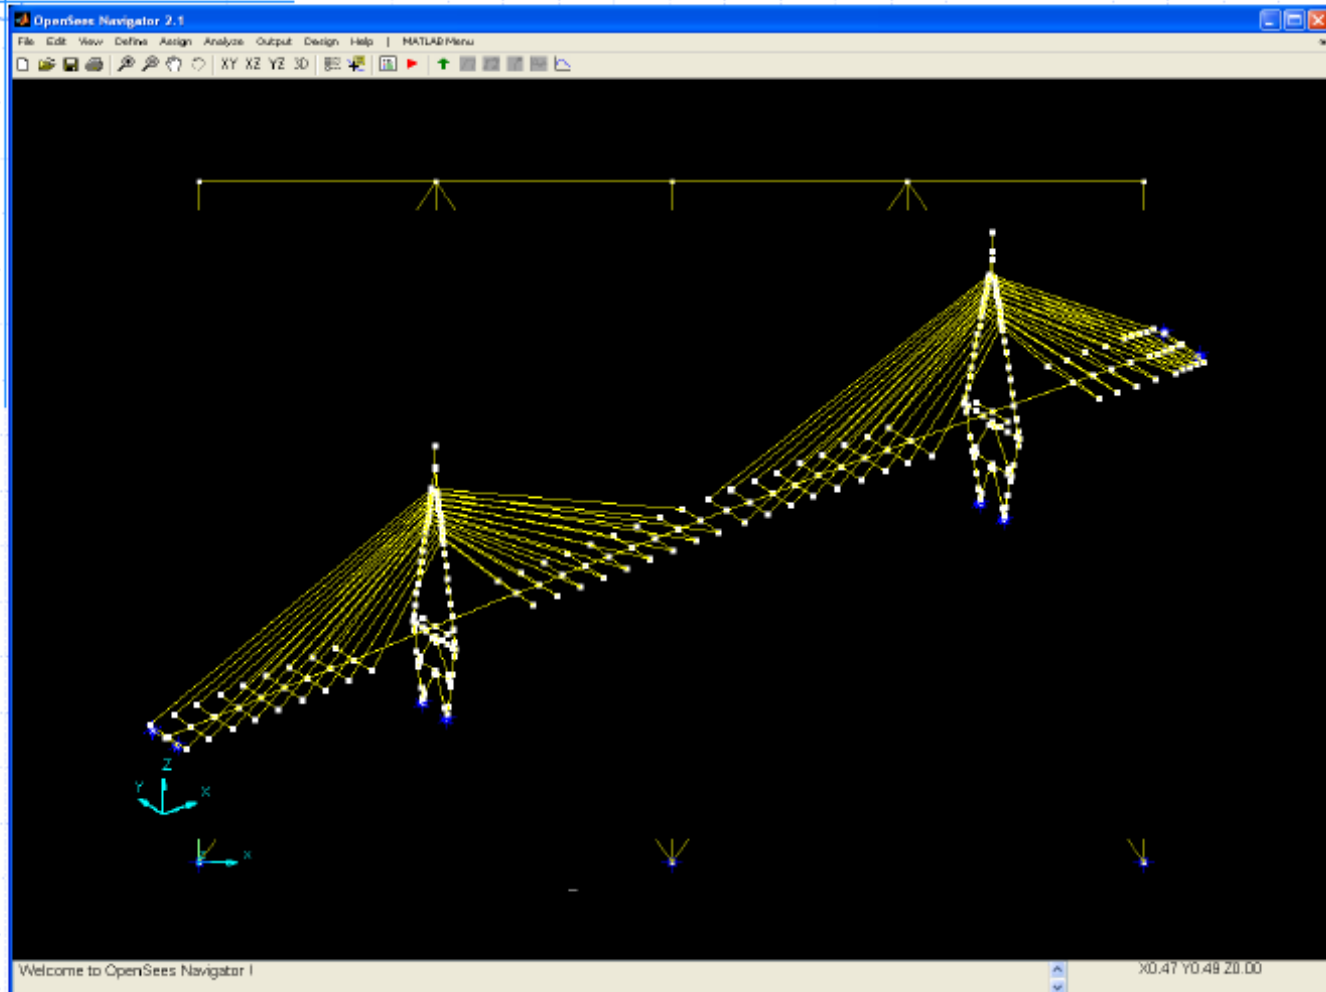 OpenSees Navigator 2.1
File Edit View Define Assign Analyze Output Design Help | MATLAB Menu
XY XZ YZ 3D
Z
Y X
x
Welcome to OpenSees Navigator !
X0.47 Y0.49 Z0.00